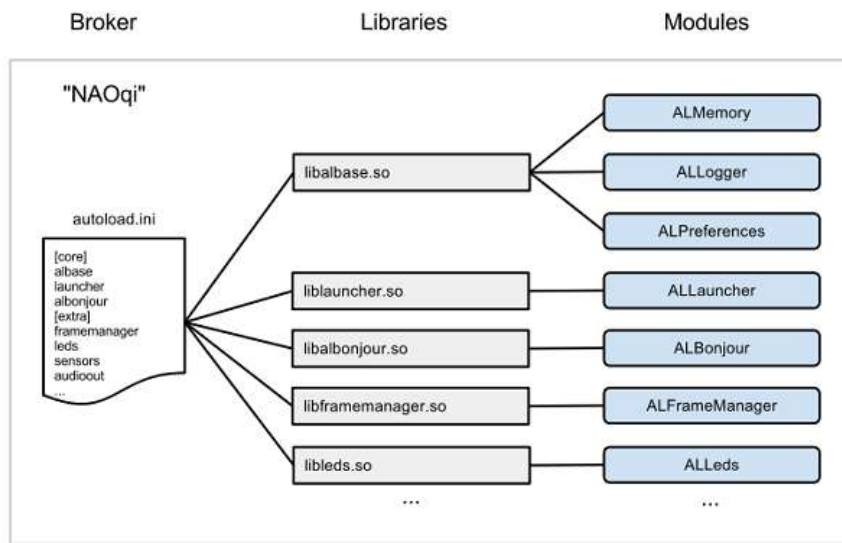 Broker Libraries Modules
"NAOqi"
autoload.ini
[core]
albase
launcher
albonjour
[extra]
framemanager
leds
sensors
audioout
...
libalbase.so
liblauncher.so
libalbonjour.so
libframemanager.so
libleds.so
...
ALMemory
ALLogger
ALPreferences
ALLauncher
ALBonjour
ALFrameManager
ALLeds
...